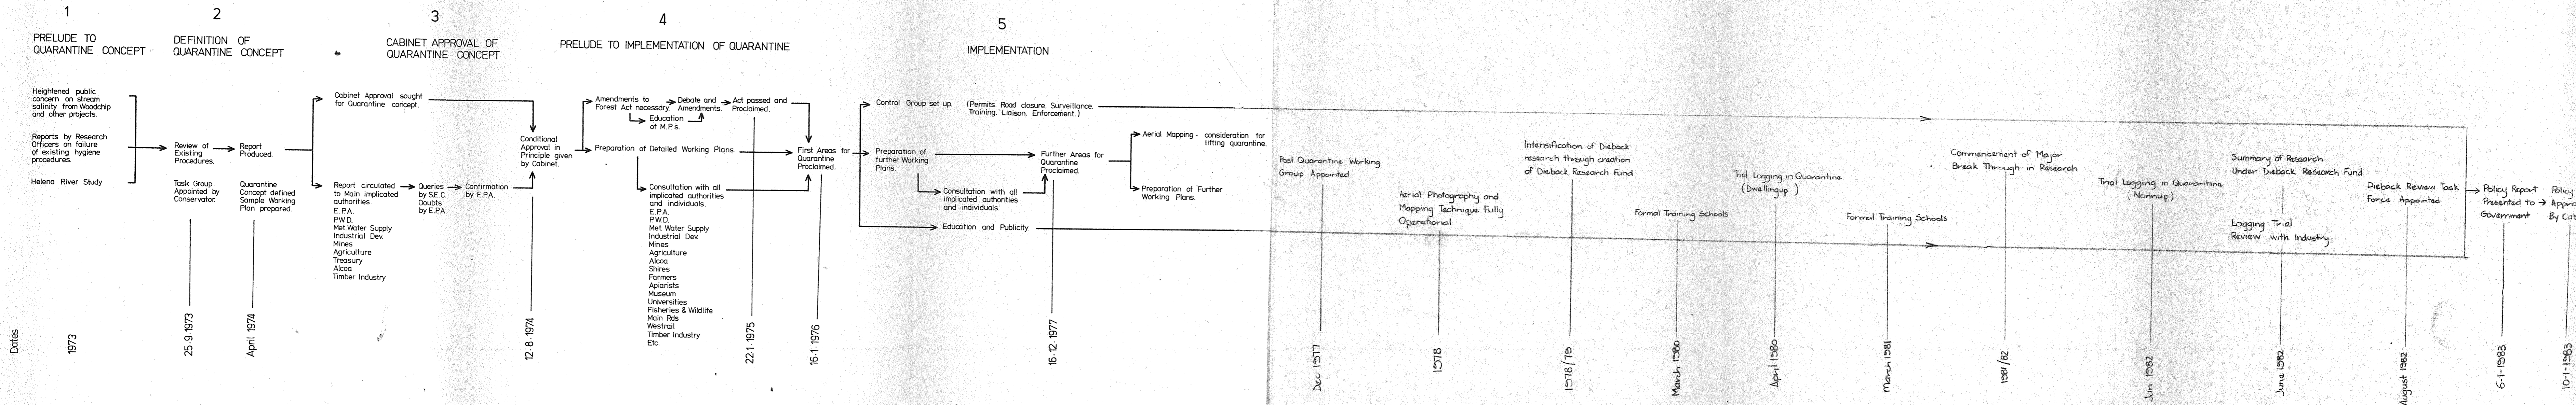 1
PRELUDE TO
QUARANTINE CONCEPT
2
DEFINITION OF
QUARANTINE CONCEPT
3
CABINET APPROVAL OF
QUARANTINE CONCEPT
4
PRELUDE TO IMPLEMENTATION OF QUARANTINE
5
IMPLEMENTATION
Heightened public
concern on stream
salinity from Woodchip
and other projects.
Reports by Research
Officers on failure
of existing hygiene
procedures.
Helena River Study
Review of
Existing
Procedures.
Task Group
Appointed by
Conservator.
Report
Produced.
Quarantine
Concept defined
Sample Working
Plan prepared.
Cabinet Approval sought
for Quarantine concept.
Report circulated
to Main implicated
authorities.
E.P.A.
P.W.D.
Met.Water Supply
Industrial Dev.
Mines
Agriculture
Treasury
Alcoa
Timber Industry
Queries
by S.E.C.
Doubts
by E.P.A.
Confirmation
by E.P.A.
Conditional
Approval in
Principle given
by Cabinet.
Amendments to
Forest Act necessary.
Debate and
Amendments.
Act passed and
Proclaimed.
Education
of M.P.s.
Preparation of Detailed Working Plans.
Consultation with all
implicated authorities
and individuals.
E.P.A.
P.W.D.
Met. Water Supply
Industrial Dev.
Mines
Agriculture
Alcoa
Shires
Farmers
Apiarists
Museum
Universities
Fisheries & Wildlife
Main Rds
Westrail
Timber Industry
Etc.
First Areas for
Quarantine
Proclaimed.
Control Group set up. (Permits. Road closure. Surveillance.
Training. Liaison. Enforcement.)
Preparation of
further Working
Plans.
Consultation with all
implicated authorities
and individuals.
Education and Publicity
Further Areas for
Quarantine
Proclaimed.
Aerial Mapping - consideration for
lifting quarantine.
Preparation of Further
Working Plans.
Post Quarantine Working
Group Appointed
Aerial Photography and
Mapping Technique Fully
Operational
Intensification of Dieback
research through creation
of Dieback Research Fund
Formal Training Schools
Trial Logging in Quarantine
(Dwellingup)
Formal Training Schools
Commencement of Major
Break Through in Research
Trial Logging in Quarantine
(Nannup)
Summary of Research
Under Dieback Research Fund
Logging Trial
Review with Industry
Dieback Review Task
Force Appointed
Policy Report
Presented to
Government
Policy
By
Dates
1973
25·9·1973
April 1974
12·8·1974
22·1·1975
16·1·1976
16·12·1977
Dec 1977
1978
1978/79
March 1980
April 1980
March 1981
1981/82
Jan 1982
June 1982
August 1982
6-1-1983
10-1-1983